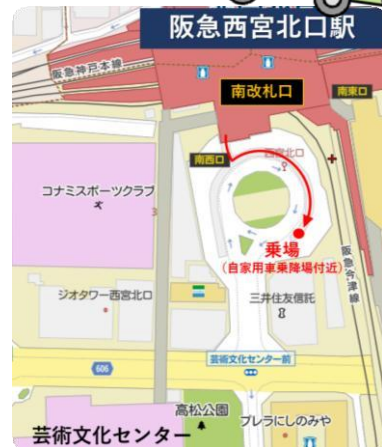 阪急西宮北口駅
阪急神戸本線
南改札口
南東口
南西口
西宮北口
コナミスポーツクラブ
3
乗場
(自家用車乗降場付近)
阪急今津線
ジオタワー西宮北口
三井住友信託
芸術文化センター前
606
高松公園
プレラにしのみや
芸術文化センター